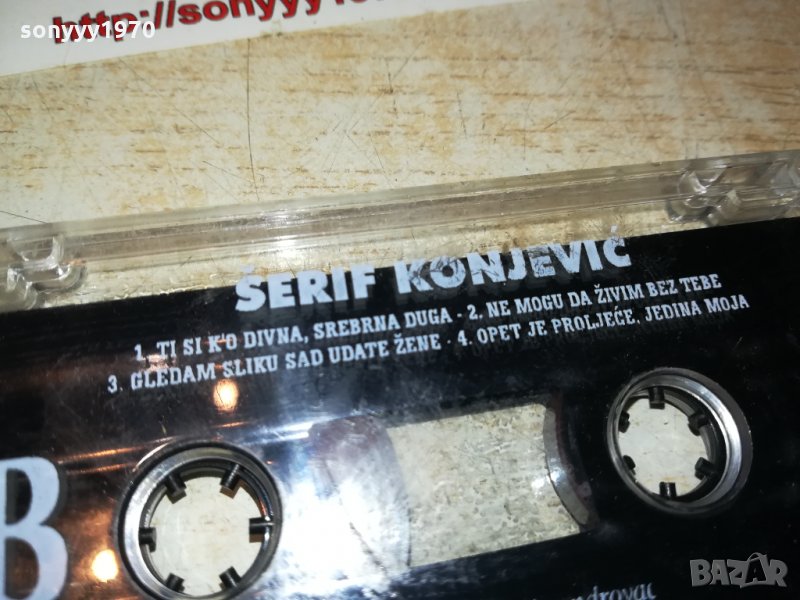 sonyyy1970
http://sonyyy
ŠERIF KONJEVIĆ
1. TI SI K'O DIVNA, SREBRNA DUGA - 2. NE MOGU DA ŽIVIM BEZ TEBE
3. GLEDAM SLIKU SAD UDATE ŽENE - 4. OPET JE PROLJEĆE, JEDINA MOJA
B
BAZAR